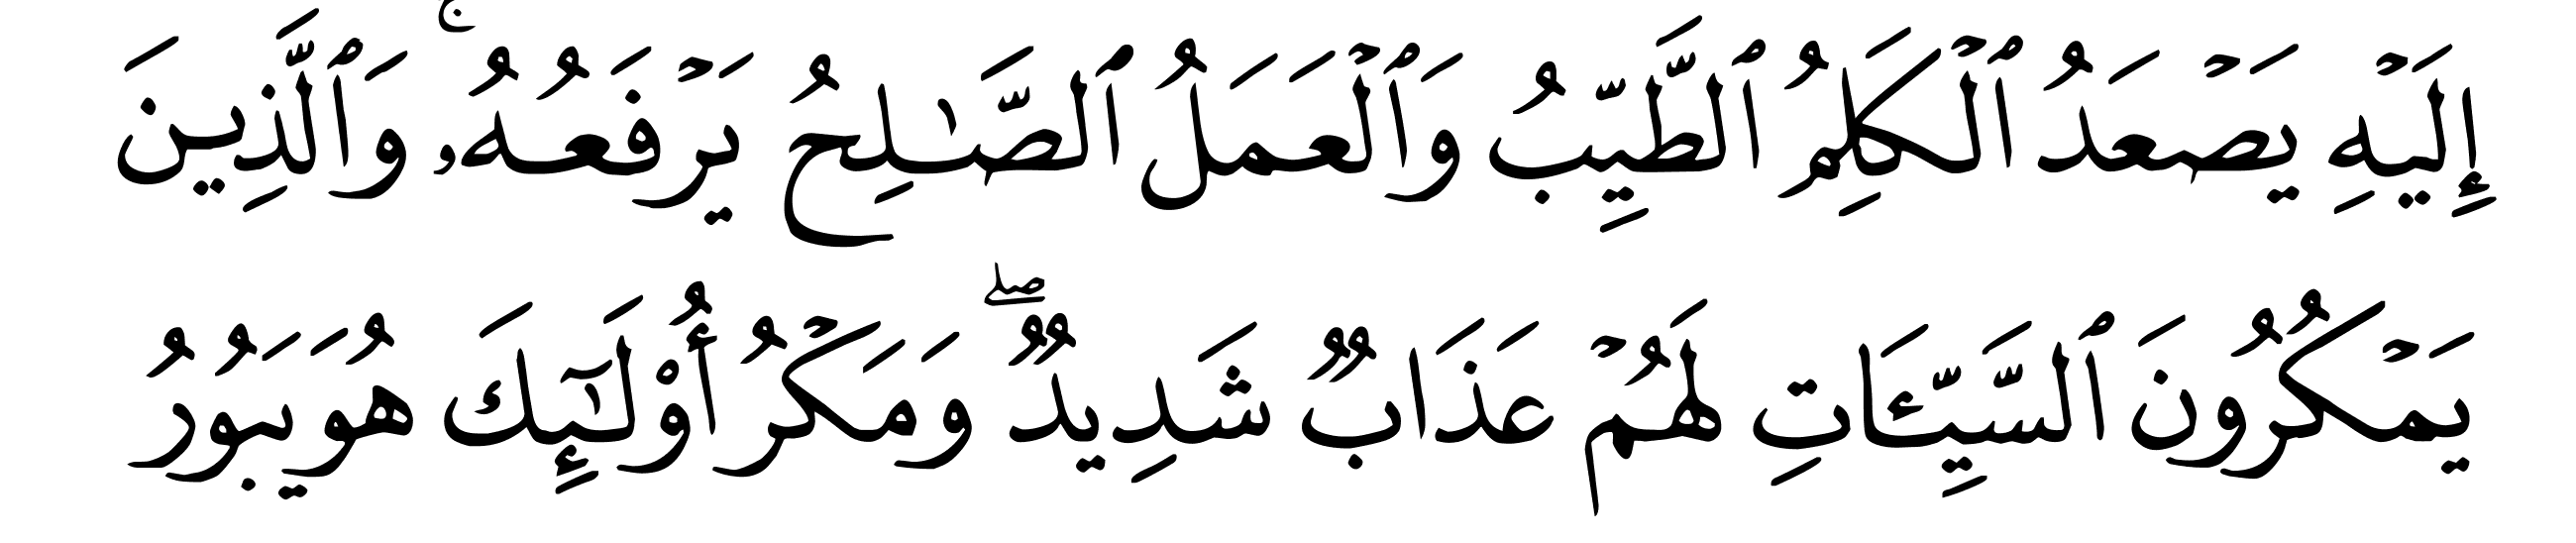 إِلَيۡهِ يَصۡعَدُ ٱلۡكَلِمُ ٱلطَّيِّبُ وَٱلۡعَمَلُ ٱلصَّٰلِحُ يَرۡفَعُهُۥۚ وَٱلَّذِينَ
يَمۡكُرُونَ ٱلسَّيِّـَٔاتِ لَهُمۡ عَذَابٞ شَدِيدٞۖ وَمَكۡرُ أُوْلَٰٓئِكَ هُوَ يَبُورُ